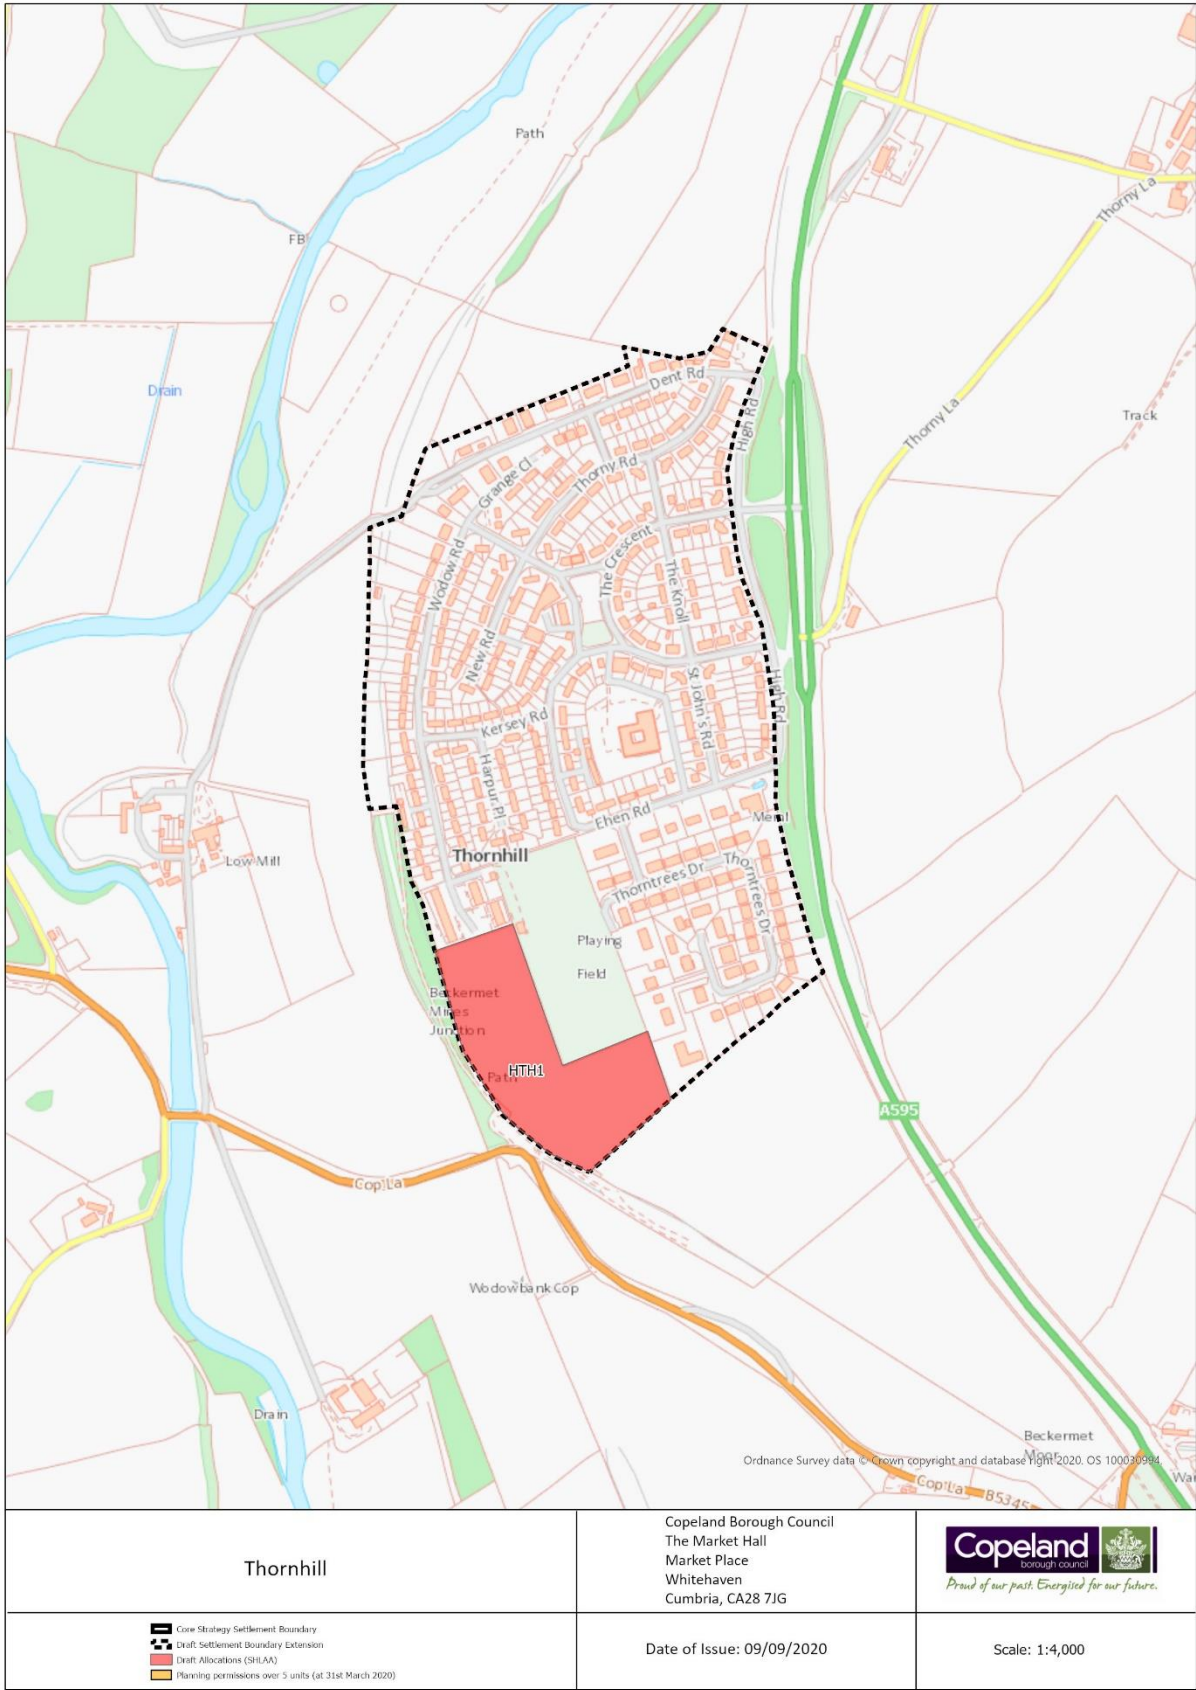 Path
Thorny La
FB
Drain
Dent Rd
High Rd
Thorny La
Track
Grange Cl
Thorny Rd
The Crescent
Wodow Rd
The Knoll
New Rd
St John's Rd
High Rd
Kersey Rd
Harpur Pl
Ehen Rd
Meml
Low Mill
Thornhill
Thorntrees Dr
Thorntrees Dr
Playing
Field
Beckermet
Mines
Junction
Path
HTH1
A595
Cop La
Wodowbank Cop
Drain
Beckermet
Moor
Ordnance Survey data © Crown copyright and database right 2020. OS 100030994
Cop La
B5345
Thornhill
Copeland Borough Council
The Market Hall
Market Place
Whitehaven
Cumbria, CA28 7JG
Copeland
borough council
Proud of our past. Energised for our future.
Core Strategy Settlement Boundary
Draft Settlement Boundary Extension
Draft Allocations (SHLAA)
Planning permissions over 5 units (at 31st March 2020)
Date of Issue: 09/09/2020
Scale: 1:4,000